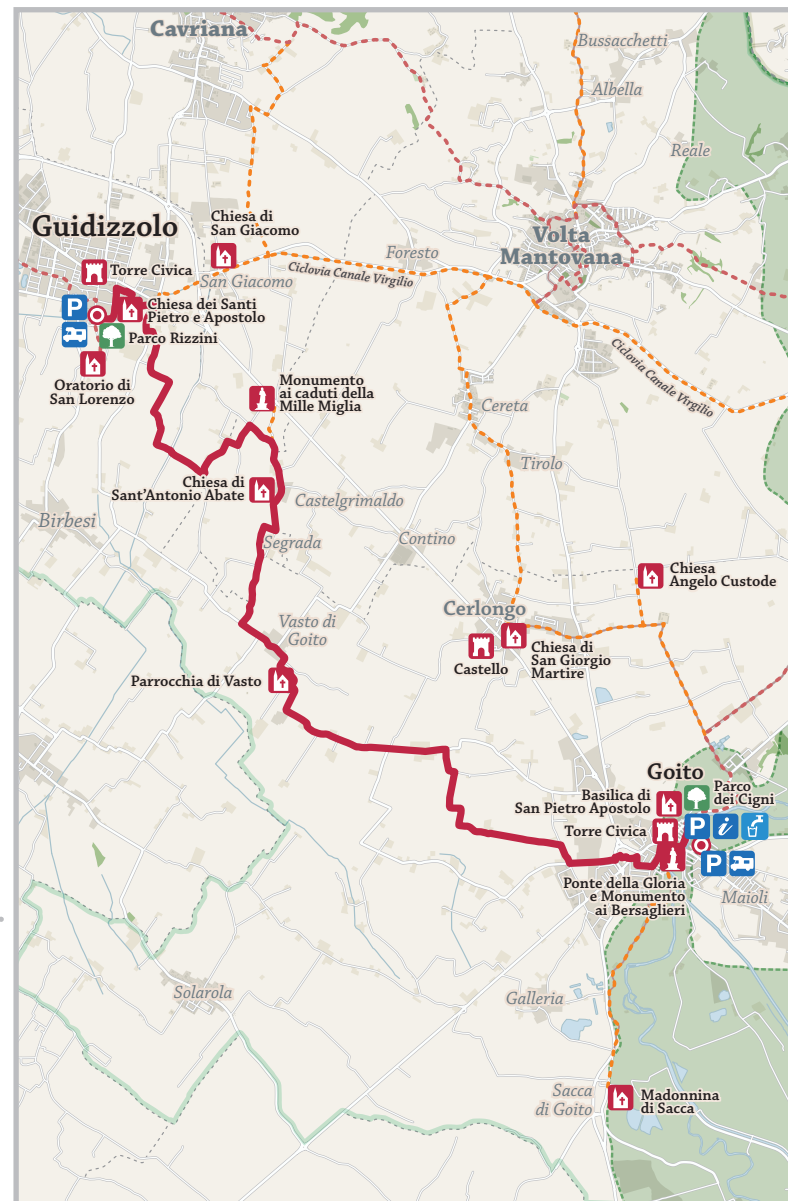 Cavriana
Bussacchetti
Albella
Reale
Guidizzolo
Chiesa di
San Giacomo
Volta
Mantovana
Foresto
Torre Civica
San Giacomo
Ciclovia Canale Virgilio
P
Chiesa dei Santi
Pietro e Apostolo
Parco Rizzini
Ciclovia Canale Virgilio
Oratorio di
San Lorenzo
Monumento
ai caduti della
Mille Miglia
Cereta
Tirolo
Chiesa di
Sant'Antonio Abate
Castelgrimaldo
Birbesi
Segrada
Contino
Chiesa
Angelo Custode
Vasto di
Goito
Cerlongo
Castello
Chiesa di
San Giorgio
Martire
Parrocchia di Vasto
Goito
Parco
dei Cigni
Basilica di
San Pietro Apostolo
Torre Civica
P
i
P
Ponte della Gloria
e Monumento
ai Bersaglieri
Maioli
Solarola
Galleria
Sacca
di Goito
Madonnina
di Sacca